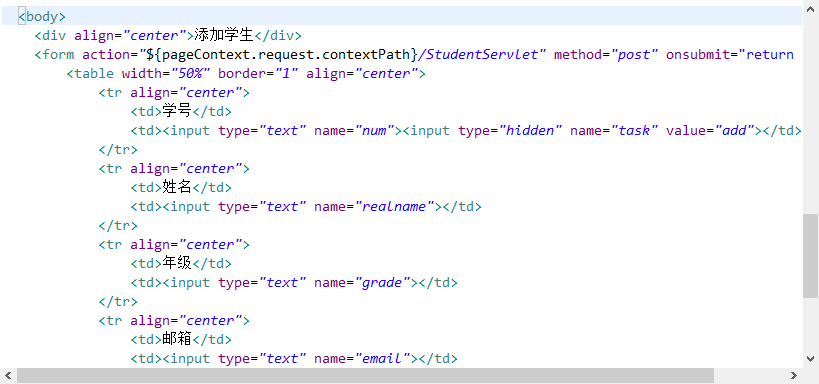 <body>
<div align="center">添加学生</div>
<form action="${pageContext.request.contextPath}/StudentServlet" method="post" onsubmit="return
<table width="50%" border="1" align="center">
<tr align="center">
<td>学号</td>
<td><input type="text" name="num"><input type="hidden" name="task" value="add"></td>
</tr>
<tr align="center">
<td>姓名</td>
<td><input type="text" name="realname"></td>
</tr>
<tr align="center">
<td>年级</td>
<td><input type="text" name="grade"></td>
</tr>
<tr align="center">
<td>邮箱</td>
<td><input type="text" name="email"></td>